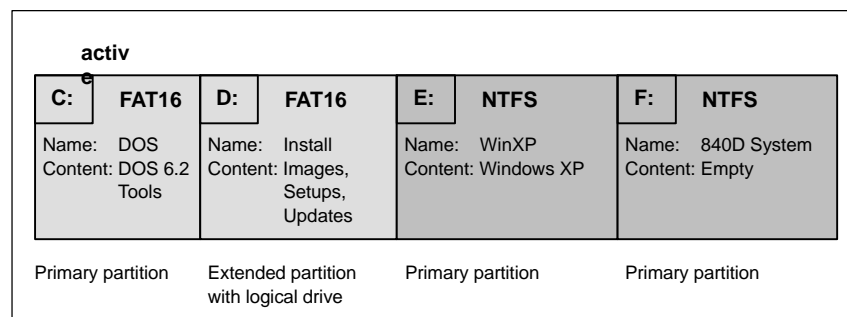 active
C: FAT16 D: FAT16 E: NTFS F: NTFS
Name: DOS Name: Install Name: WinXP Name: 840D System
Content: DOS 6.2 Content: Images, Content: Windows XP Content: Empty
Tools Setups,
Updates
Primary partition Extended partition Primary partition Primary partition
with logical drive